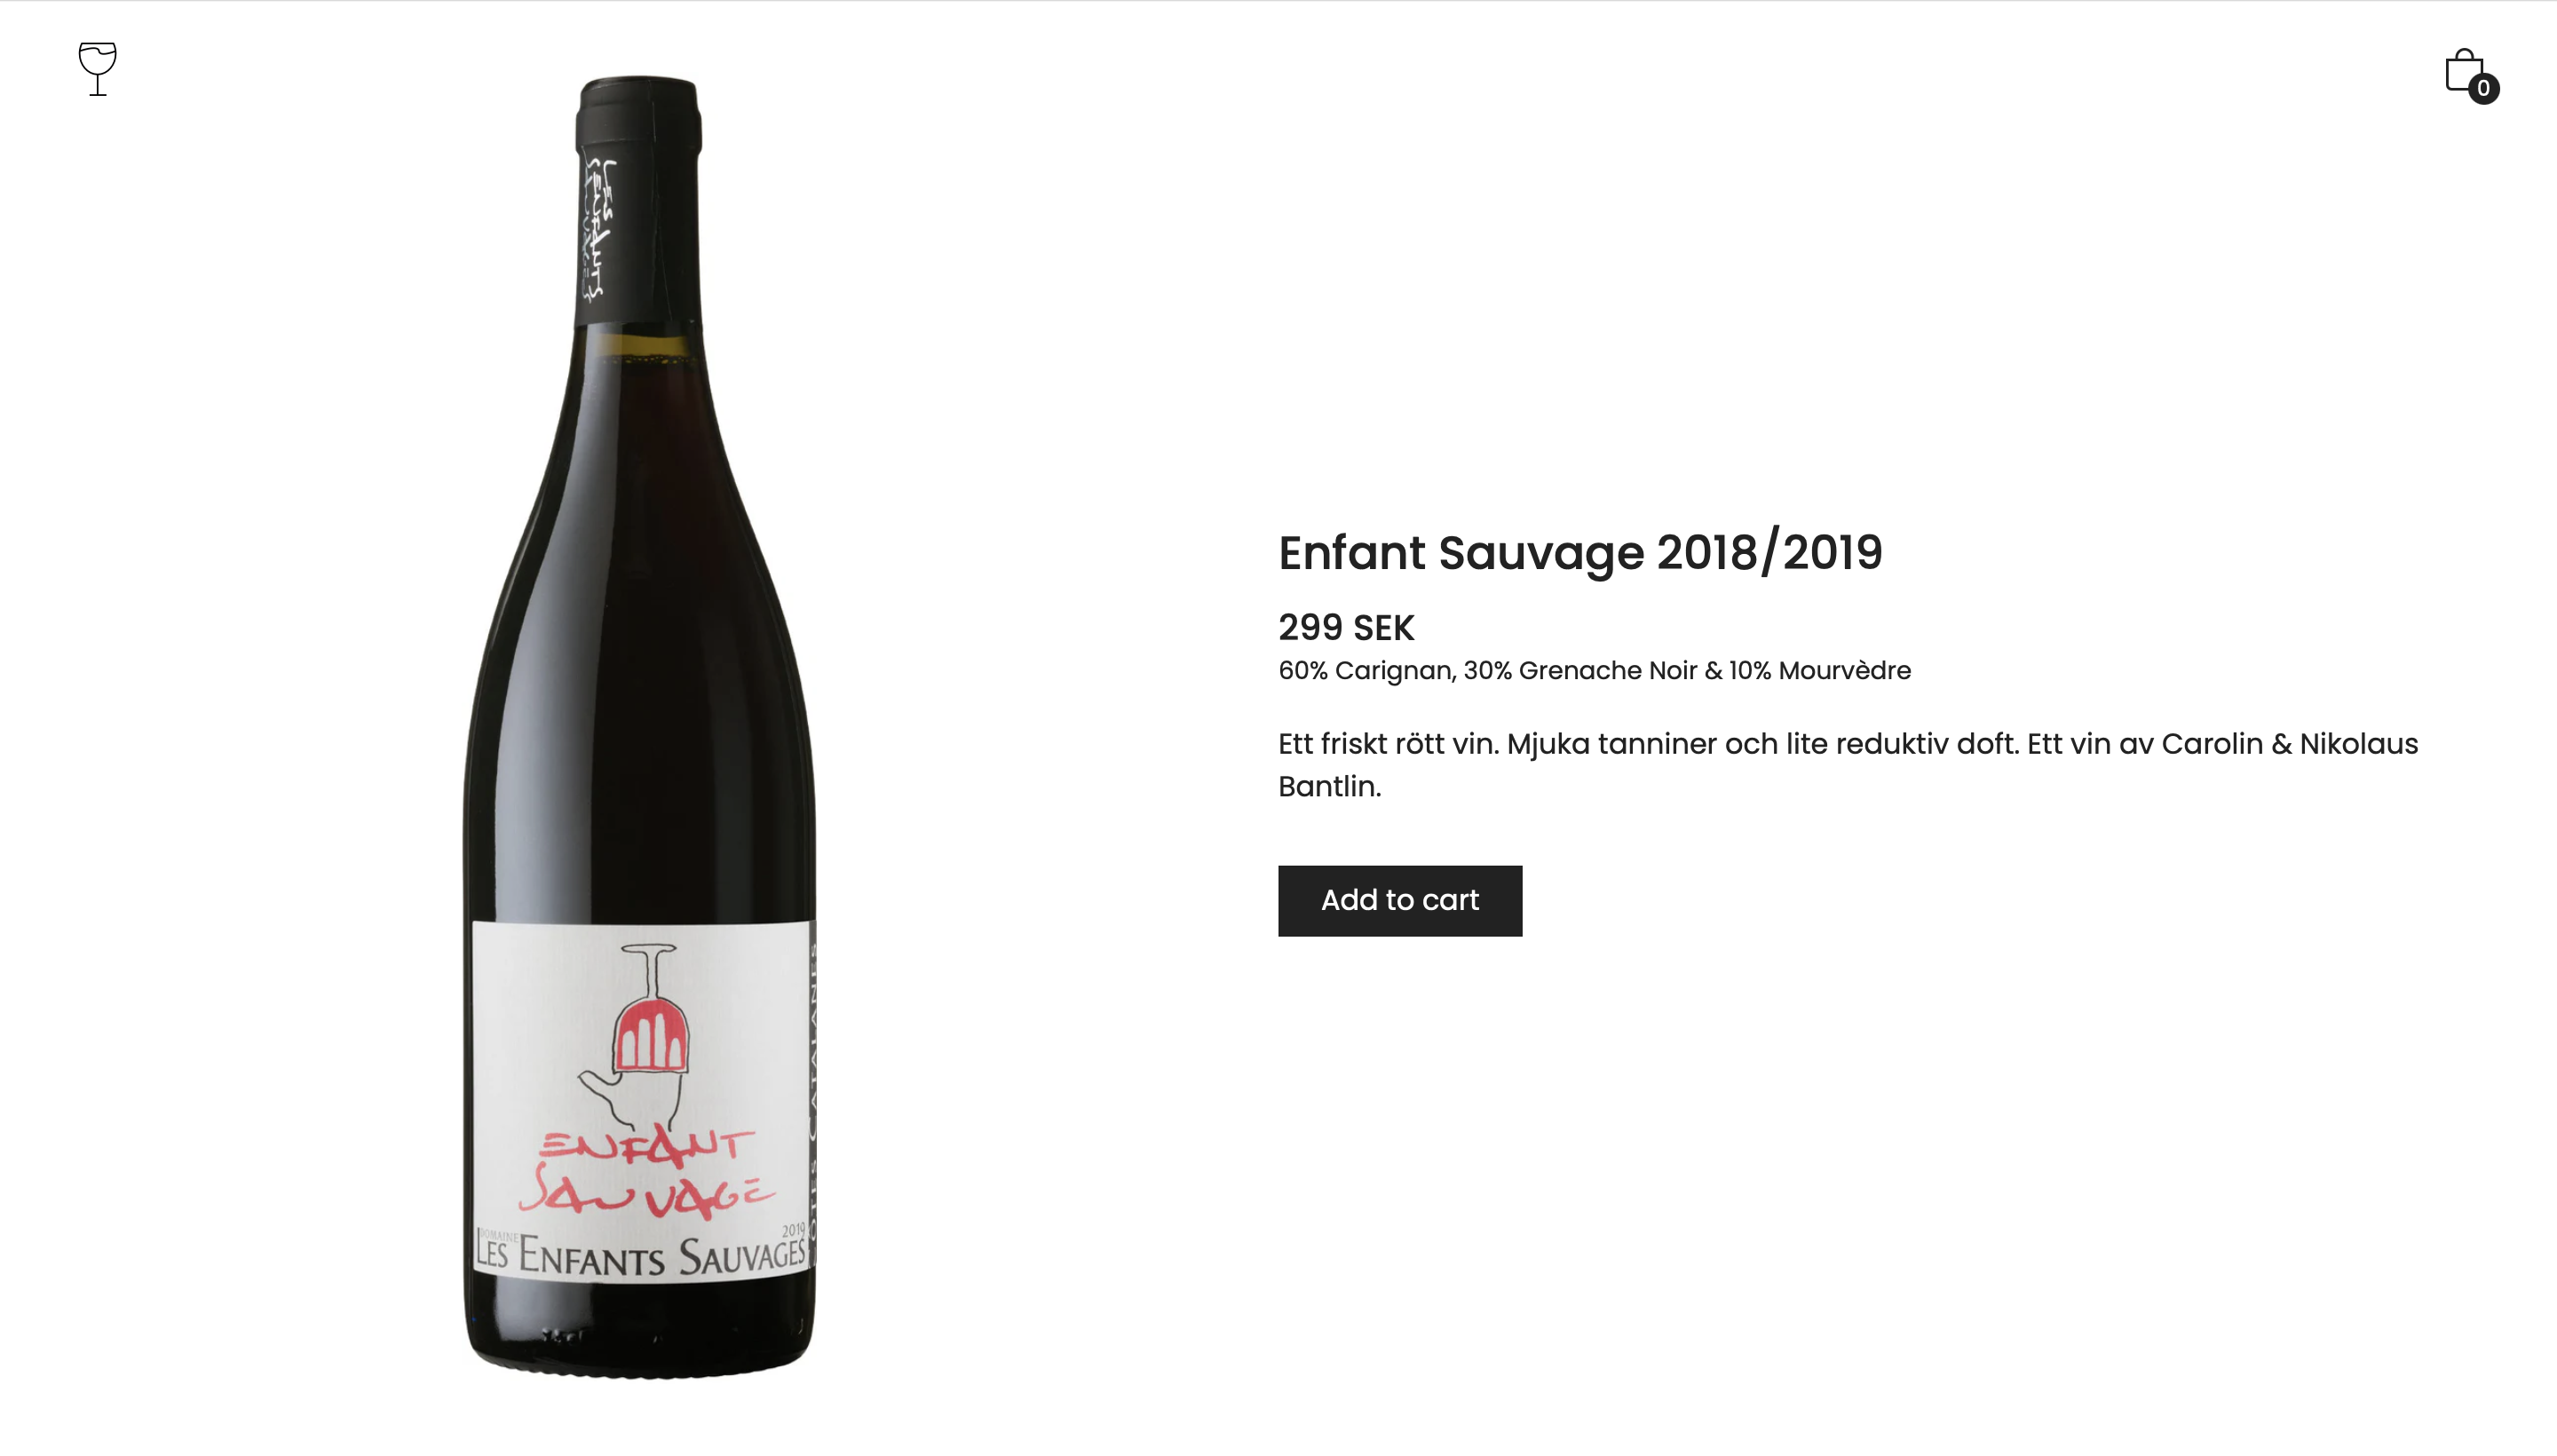 0
LES
ENFANTS
SAUVAGES
Enfant Sauvage 2018/2019
299 SEK
60% Carignan, 30% Grenache Noir & 10% Mourvèdre
Ett friskt rött vin. Mjuka tanniner och lite reduktiv doft. Ett vin av Carolin & Nikolaus
Bantlin.
Add to cart
ENFANT
SAUVAGE
2019
DOMAINE
LES ENFANTS SAUVAGES
CÔTES CATALANES